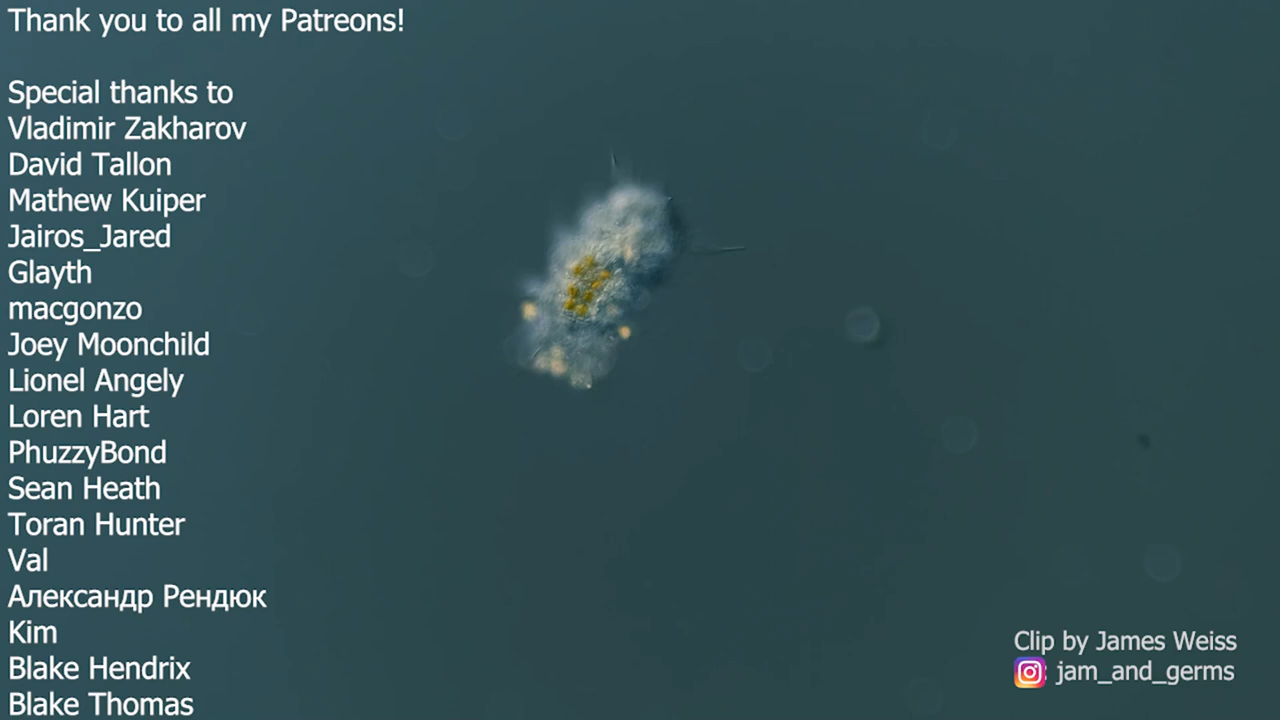 Thank you to all my Patreons!
Special thanks to
Vladimir Zakharov
David Tallon
Mathew Kuiper
Jairos_Jared
Glayth
macgonzo
Joey Moonchild
Lionel Angely
Loren Hart
PhuzzyBond
Sean Heath
Toran Hunter
Val
Александр Рендюк
Kim
Blake Hendrix
Blake Thomas
Clip by James Weiss
jam_and_germs